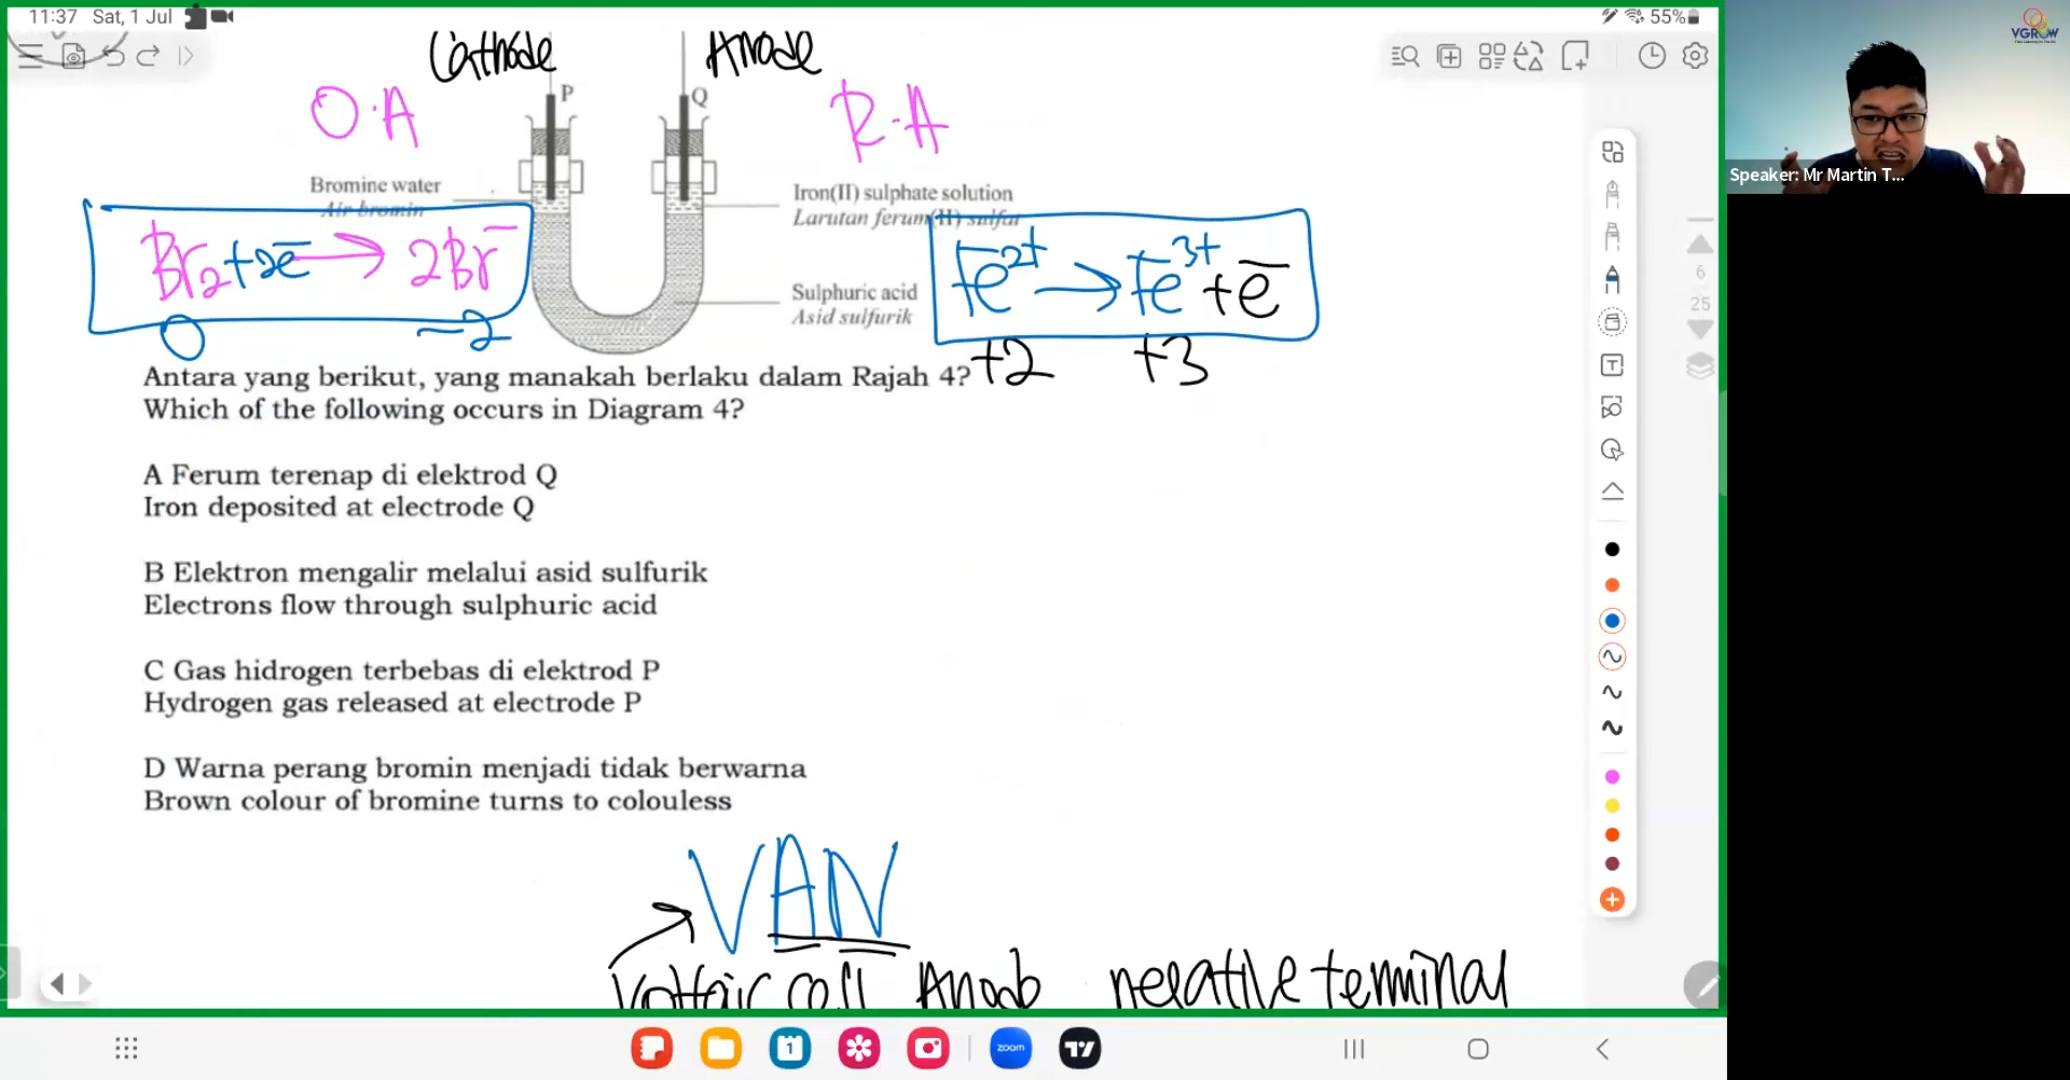 11:37 Sat, 1 Jul
55%
VGROW
Cathode Anode
P Q
O.A R.A
Bromine water
Air bromin
Iron(II) sulphate solution
Larutan ferum(II) sulfat
Br2 + 2e- → 2Br-
Fe2+ → Fe3+ + e-
Sulphuric acid
Asid sulfurik
0 -2
+2 +3
Antara yang berikut, yang manakah berlaku dalam Rajah 4?
Which of the following occurs in Diagram 4?
A Ferum terenap di elektrod Q
Iron deposited at electrode Q
B Elektron mengalir melalui asid sulfurik
Electrons flow through sulphuric acid
C Gas hidrogen terbebas di elektrod P
Hydrogen gas released at electrode P
D Warna perang bromin menjadi tidak berwarna
Brown colour of bromine turns to colouless
VAN
Voltaic cell Anode negative terminal
Speaker: Mr Martin T...
6
25
1
zoom